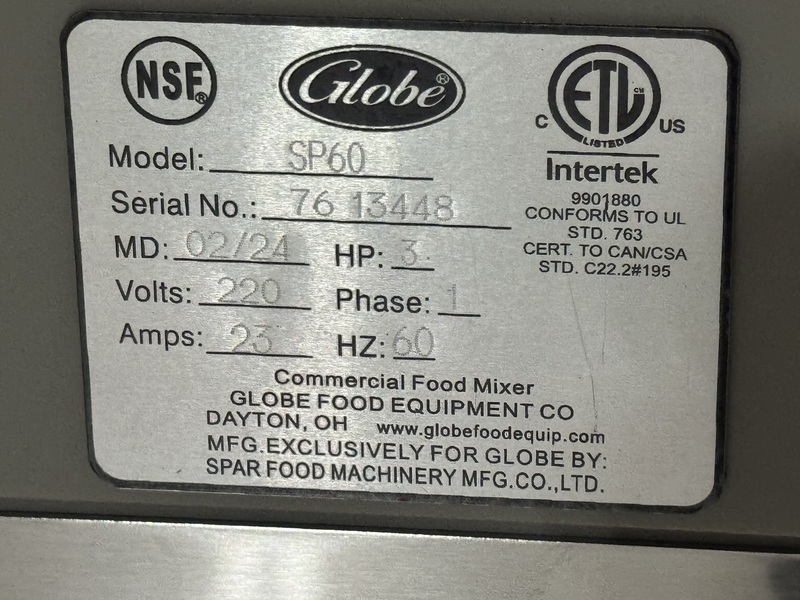 NSF®
Globe®
ETL CM
C US
LISTED
Intertek
9901880
CONFORMS TO UL
STD. 763
CERT. TO CAN/CSA
STD. C22.2#195
Model: SP60
Serial No.: 76 13448
MD: 02/24 HP: 3
Volts: 220 Phase: 1
Amps: 23 HZ: 60
Commercial Food Mixer
GLOBE FOOD EQUIPMENT CO
DAYTON, OH www.globefoodequip.com
MFG.EXCLUSIVELY FOR GLOBE BY:
SPAR FOOD MACHINERY MFG.CO.,LTD.